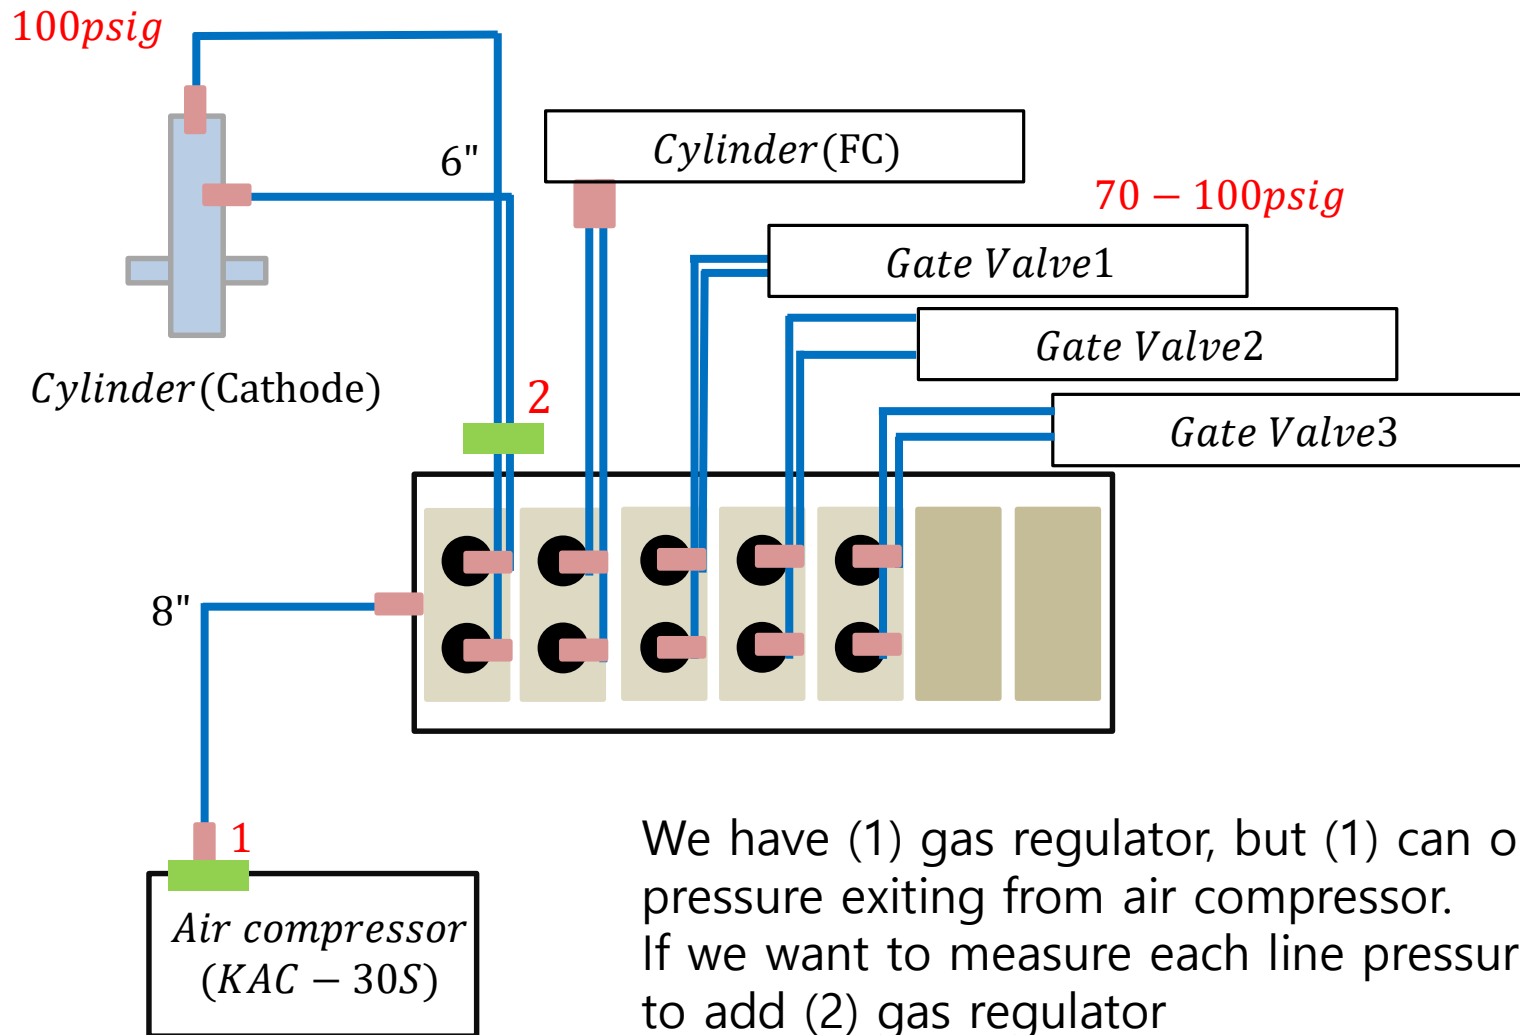 100psig
6"
Cylinder(FC)
70 − 100psig
Gate Valve1
Gate Valve2
Cylinder(Cathode)
2
Gate Valve3
8"
1
Air compressor
(KAC − 30S)
We have (1) gas regulator, but (1) can
pressure exiting from air compressor.
If we want to measure each line
to add (2) gas regulator